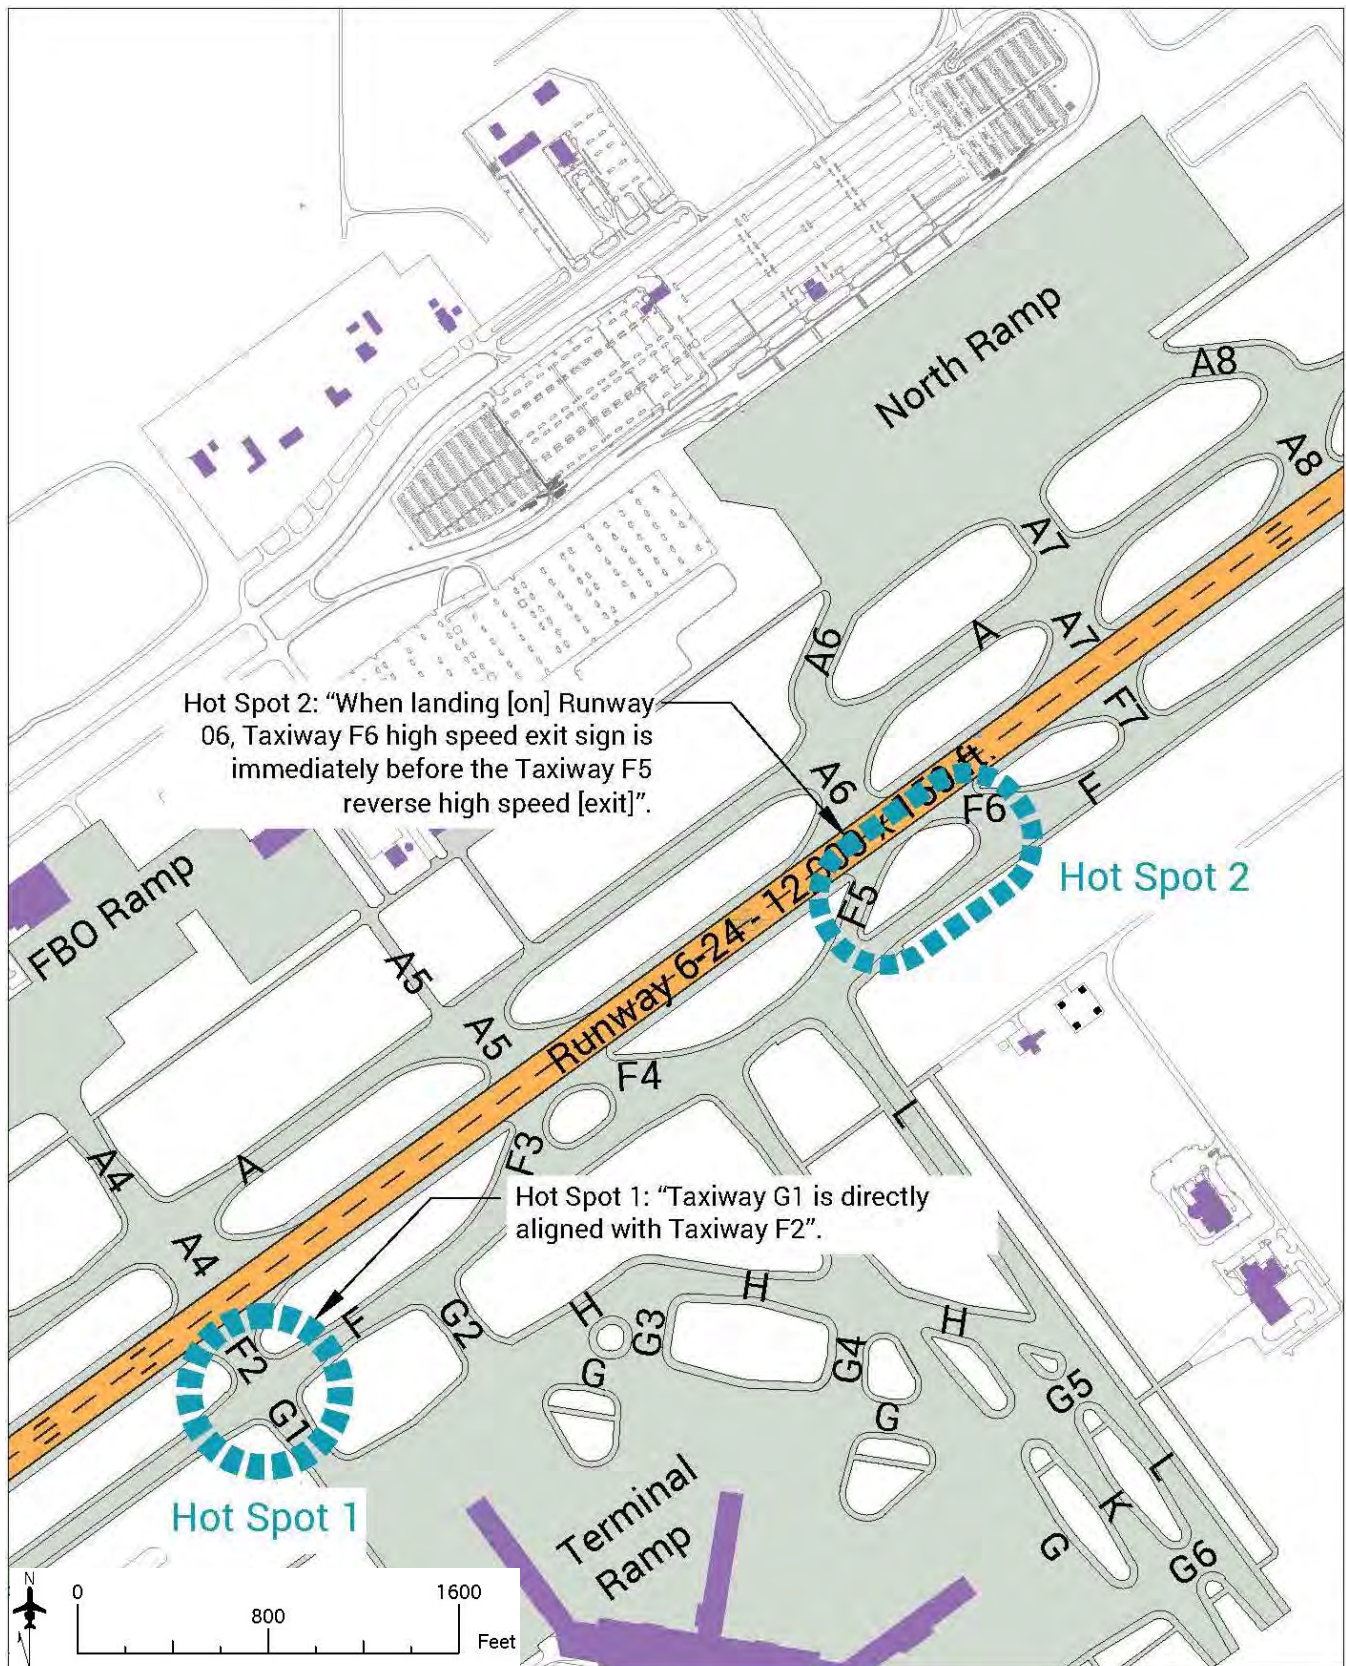 North Ramp
A8
A8
A7
A7
A
A6
F7
Hot Spot 2: “When landing [on] Runway
06, Taxiway F6 high speed exit sign is
immediately before the Taxiway F5
reverse high speed [exit]”.
A6
F
F6
Hot Spot 2
F5
FBO Ramp
A5
A5
Runway 6-24 - 12,000 x 150 ft.
F4
L
F3
A4
A
Hot Spot 1: “Taxiway G1 is directly
aligned with Taxiway F2”.
A4
H
H
H
G2
G3
G4
F
F2
G
G5
G1
G
L
Hot Spot 1
K
G
G6
Terminal
Ramp
N
0
1600
800
Feet